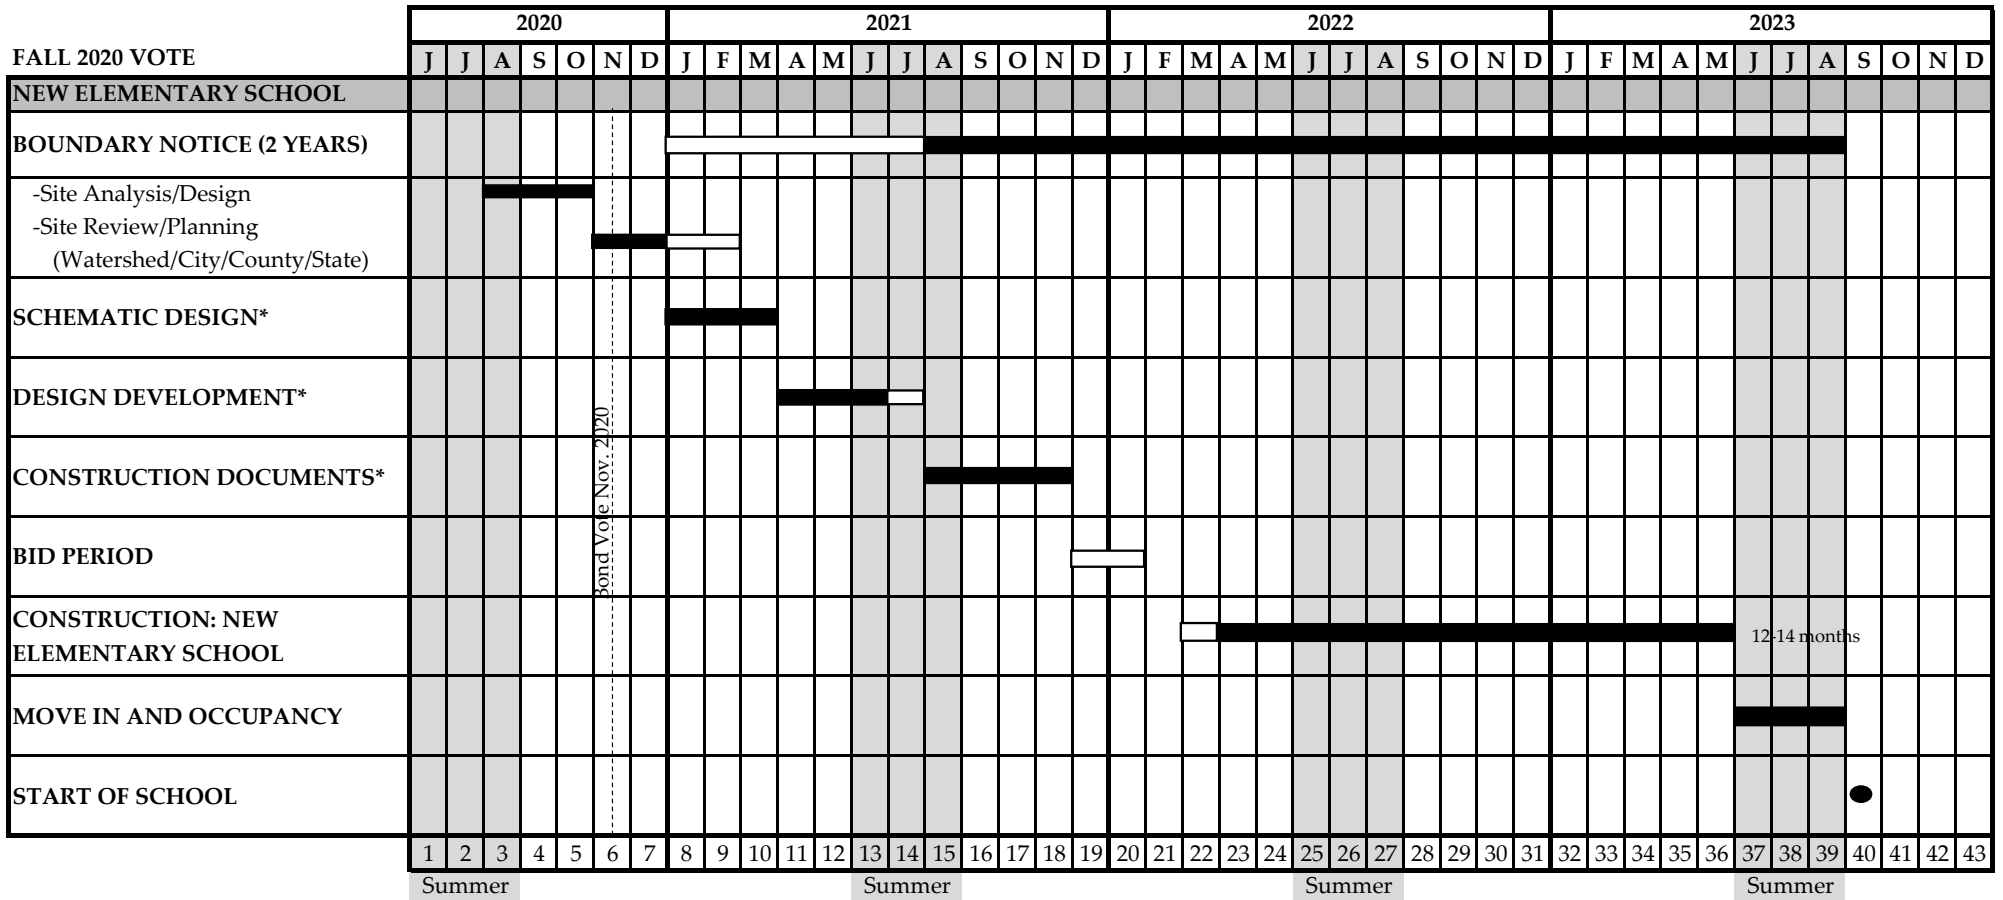 2020 2021 2022 2023
FALL 2020 VOTE J J A S O N D J F M A M J J A S O N D J F M A M J J A S O N D J F M A M J J A S O N D
NEW ELEMENTARY SCHOOL
BOUNDARY NOTICE (2 YEARS)
-Site Analysis/Design
-Site Review/Planning
(Watershed/City/County/State)
SCHEMATIC DESIGN*
DESIGN DEVELOPMENT*
Bond Vote Nov. 2020
CONSTRUCTION DOCUMENTS*
BID PERIOD
CONSTRUCTION: NEW
ELEMENTARY SCHOOL
12-14 months
MOVE IN AND OCCUPANCY
START OF SCHOOL
1 2 3 4 5 6 7 8 9 10 11 12 13 14 15 16 17 18 19 20 21 22 23 24 25 26 27 28 29 30 31 32 33 34 35 36 37 38 39 40 41 42 43
Summer Summer Summer Summer